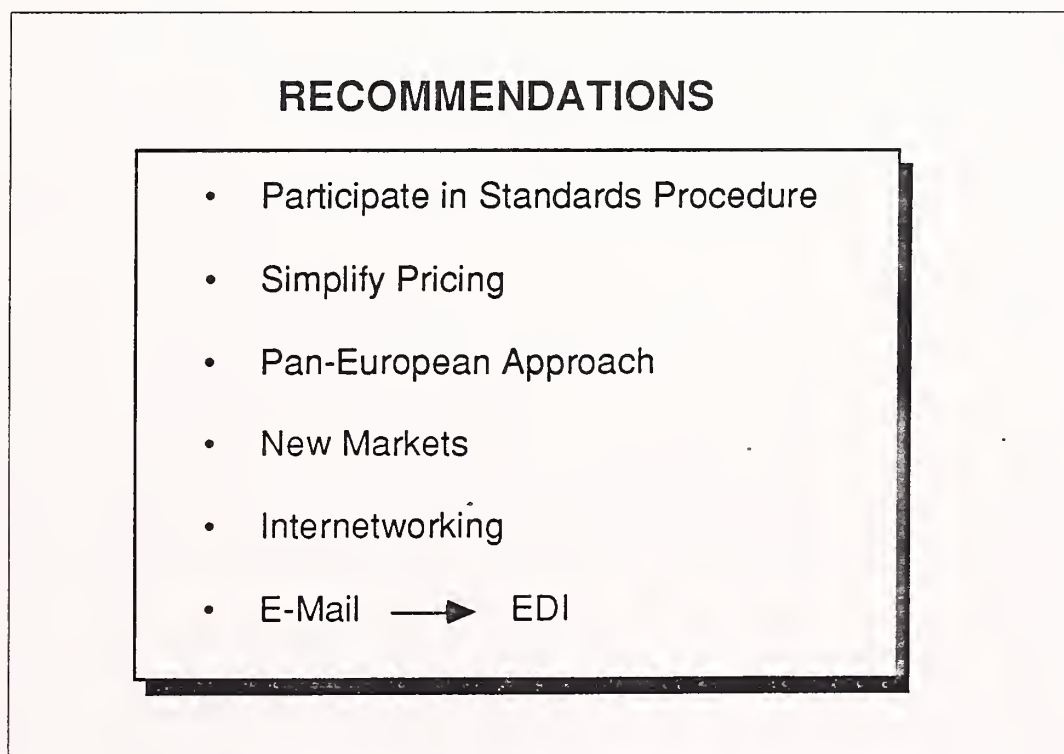 RECOMMENDATIONS
• Participate in Standards Procedure
• Simplify Pricing
• Pan-European Approach
• New Markets
• Internetworking
• E-Mail → EDI